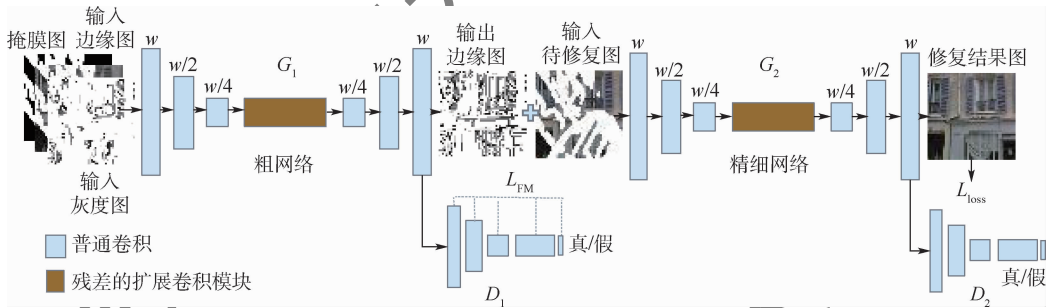 掩膜图
输入
边缘图
w
w/2
w/4
G₁
w/4
w/2
w
输出
边缘图
输入
待修复图
w
w/2
w/4
G₂
w/4
w/2
w
修复结果图
粗网络
精细网络
输入
灰度图
L_FM
L_loss
普通卷积
真/假
残差的扩展卷积模块
D₁
真/假
D₂